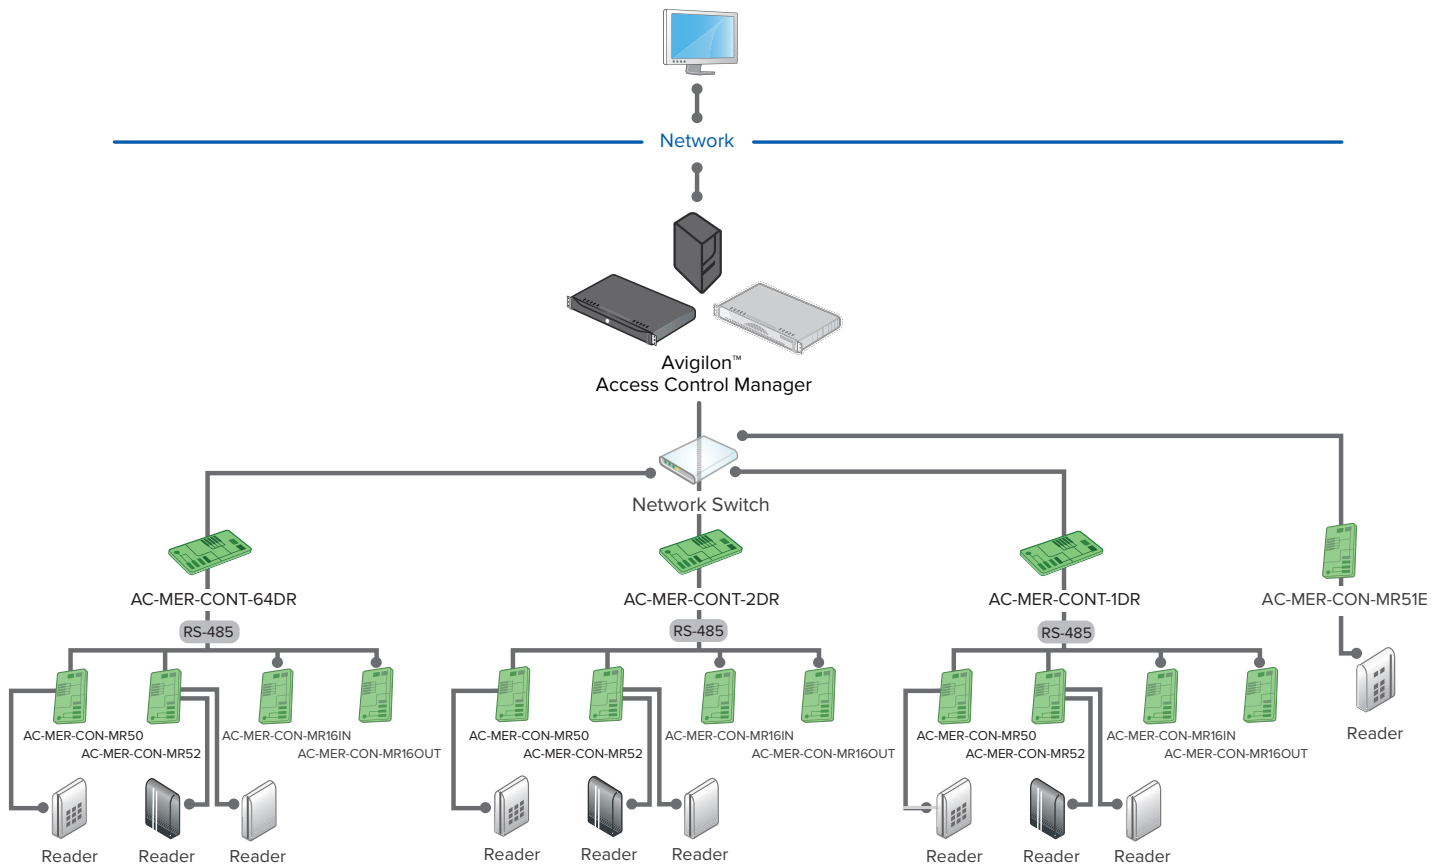 Network
Avigilon™
Access Control Manager
Network Switch
AC-MER-CONT-64DR
AC-MER-CONT-2DR
AC-MER-CONT-1DR
AC-MER-CON-MR51E
RS-485
RS-485
RS-485
AC-MER-CON-MR50
AC-MER-CON-MR16IN
AC-MER-CON-MR52
AC-MER-CON-MR16OUT
AC-MER-CON-MR50
AC-MER-CON-MR16IN
AC-MER-CON-MR52
AC-MER-CON-MR16OUT
AC-MER-CON-MR50
AC-MER-CON-MR16IN
AC-MER-CON-MR52
AC-MER-CON-MR16OUT
Reader
Reader
Reader
Reader
Reader
Reader
Reader
Reader
Reader
Reader